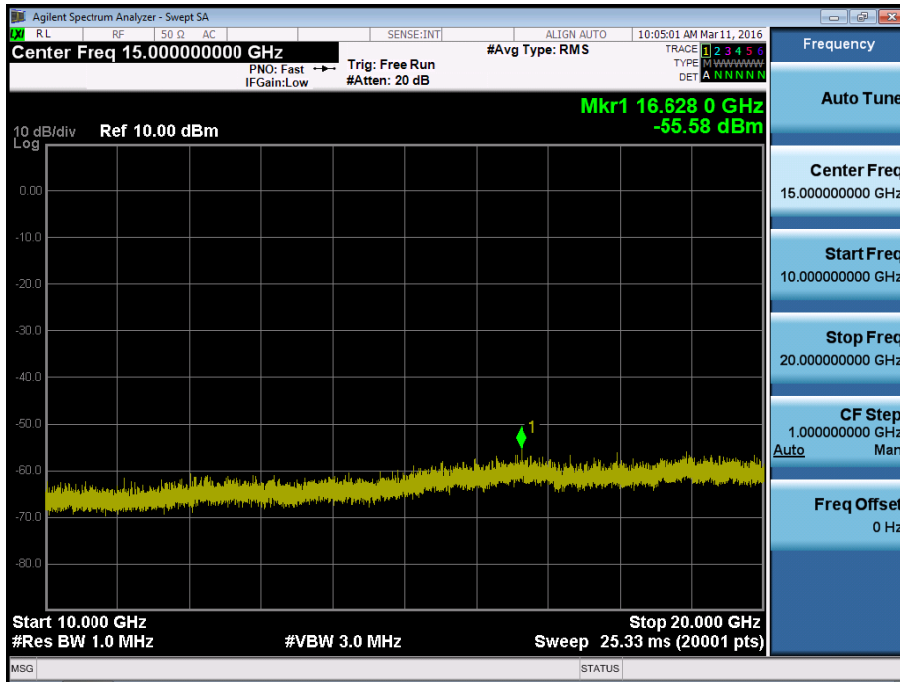 Agilent Spectrum Analyzer - Swept SA
LXI RL RF 50 Ω AC SENSE:INT ALIGN AUTO 10:05:01 AM Mar 11, 2016
Center Freq 15.000000000 GHz
PNO: Fast
IFGain:Low
Trig: Free Run
#Atten: 20 dB
#Avg Type: RMS
TRACE 1 2 3 4 5 6
TYPE M WWWWW
DET A N N N N N
Mkr1 16.628 0 GHz
-55.58 dBm
10 dB/div Ref 10.00 dBm
Log
0.00
-10.0
-20.0
-30.0
-40.0
-50.0
-60.0
-70.0
-80.0
1
Start 10.000 GHz Stop 20.000 GHz
#Res BW 1.0 MHz #VBW 3.0 MHz Sweep 25.33 ms (20001 pts)
MSG STATUS
Frequency
Auto Tune
Center Freq
15.000000000 GHz
Start Freq
10.000000000 GHz
Stop Freq
20.000000000 GHz
CF Step
1.000000000 GHz
Auto Man
Freq Offset
0 Hz